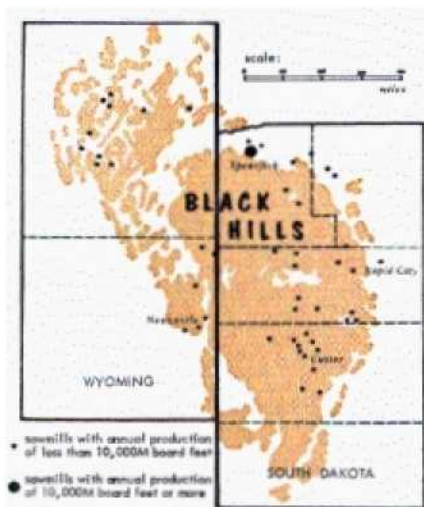 scale:
miles
Spearfish
BLACK
HILLS
Rapid City
Newcastle
Custer
WYOMING
sawmills with annual production
of less than 10,000M board feet
sawmills with annual production
of 10,000M board feet or more
SOUTH DAKOTA